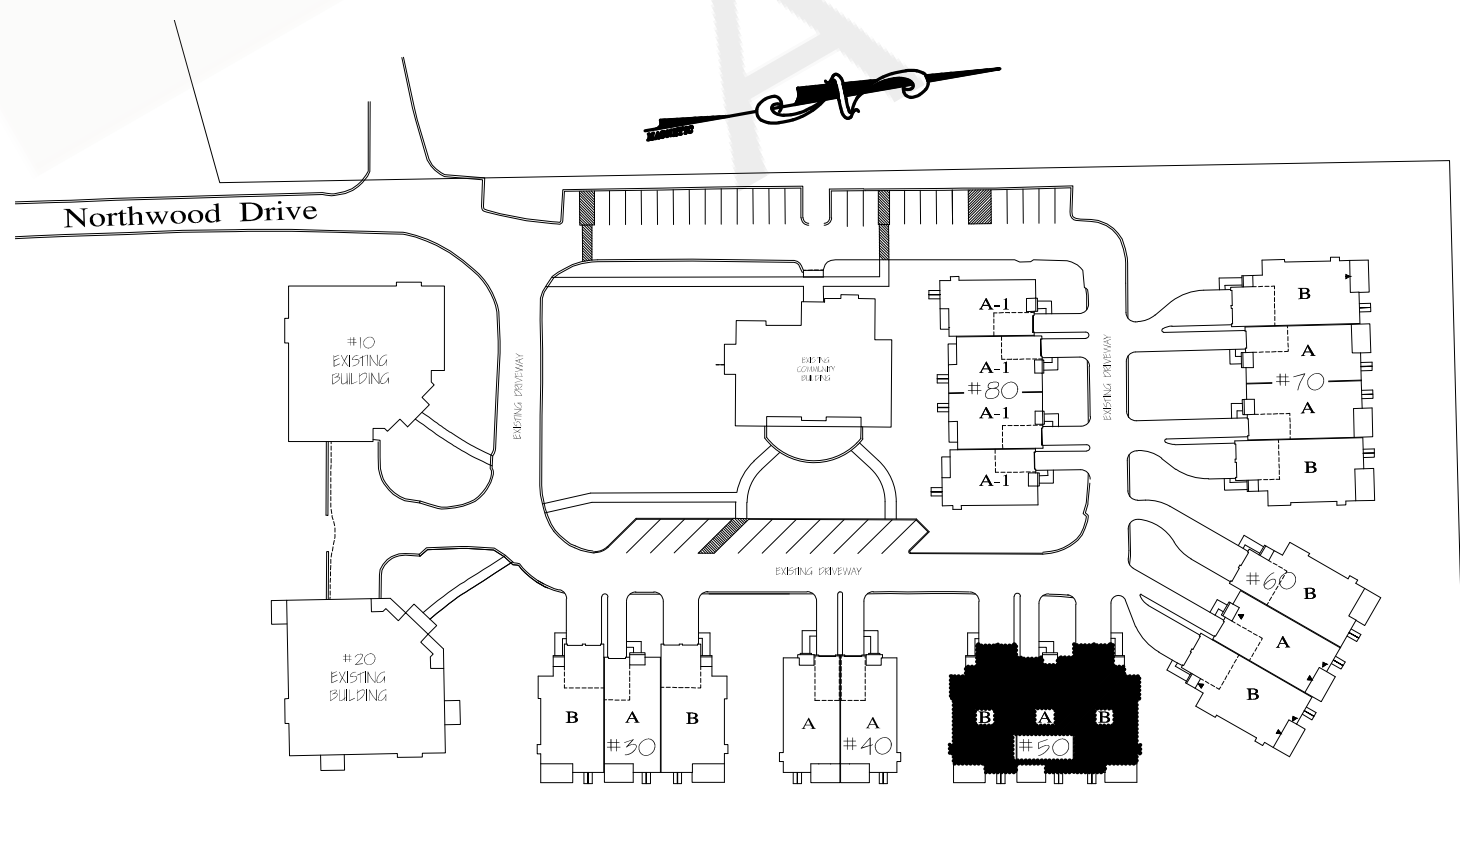 MAGNETIC
N
Northwood Drive
#10
EXISTING
BUILDING
EXISTING DRIVEWAY
EXISTING
COMMUNITY
BUILDING
A-1
A-1
#80
A-1
A-1
EXISTING DRIVEWAY
B
A
#70
A
B
EXISTING DRIVEWAY
#60
B
A
B
#20
EXISTING
BUILDING
B A B
#30
A A
#40
B A B
#50